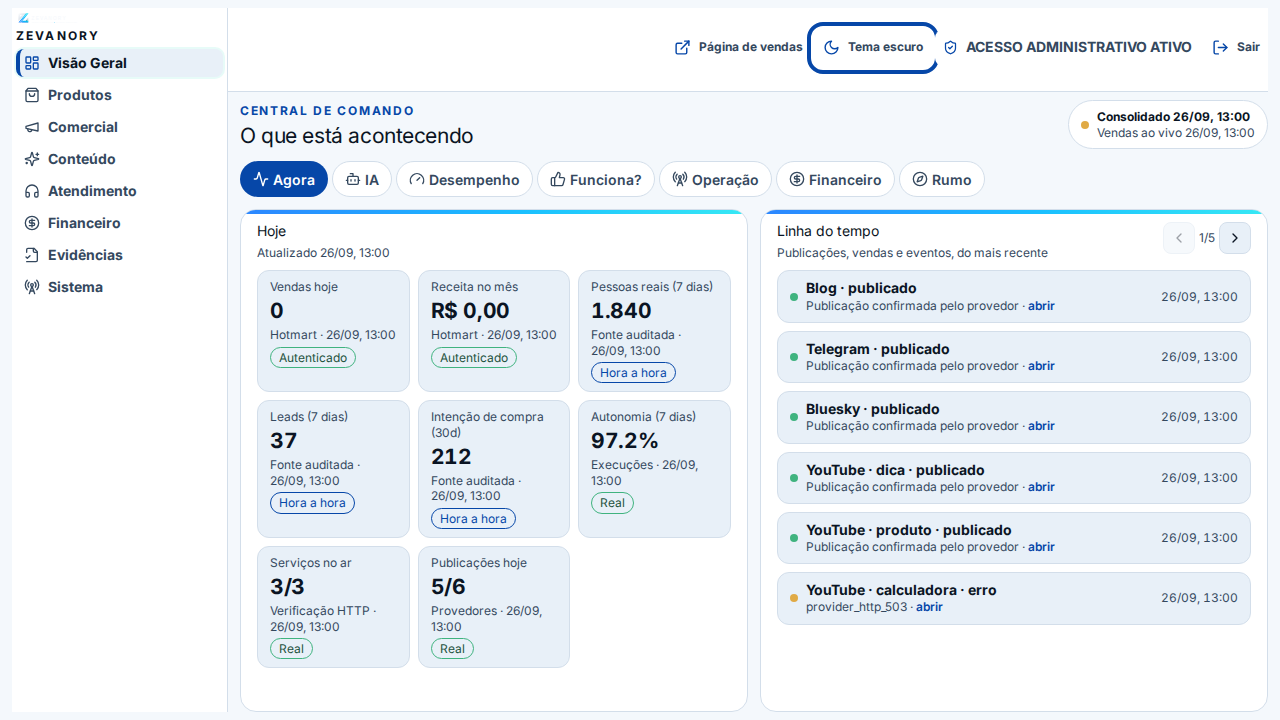 ZEVANORY
Visão Geral
Produtos
Comercial
Conteúdo
Atendimento
Financeiro
Evidências
Sistema
Página de vendas
Tema escuro
ACESSO ADMINISTRATIVO ATIVO
Sair
CENTRAL DE COMANDO
O que está acontecendo
Consolidado 26/09, 13:00
Vendas ao vivo 26/09, 13:00
Agora
IA
Desempenho
Funciona?
Operação
Financeiro
Rumo
Hoje
Atualizado 26/09, 13:00
Vendas hoje
0
Hotmart · 26/09, 13:00
Autenticado
Receita no mês
R$ 0,00
Hotmart · 26/09, 13:00
Autenticado
Pessoas reais (7 dias)
1.840
Fonte auditada ·
26/09, 13:00
Hora a hora
Leads (7 dias)
37
Fonte auditada ·
26/09, 13:00
Hora a hora
Intenção de compra
(30d)
212
Fonte auditada ·
26/09, 13:00
Hora a hora
Autonomia (7 dias)
97.2%
Execuções · 26/09,
13:00
Real
Serviços no ar
3/3
Verificação HTTP ·
26/09, 13:00
Real
Publicações hoje
5/6
Provedores · 26/09,
13:00
Real
Linha do tempo
Publicações, vendas e eventos, do mais recente
1/5
Blog · publicado
Publicação confirmada pelo provedor · abrir
26/09, 13:00
Telegram · publicado
Publicação confirmada pelo provedor · abrir
26/09, 13:00
Bluesky · publicado
Publicação confirmada pelo provedor · abrir
26/09, 13:00
YouTube · dica · publicado
Publicação confirmada pelo provedor · abrir
26/09, 13:00
YouTube · produto · publicado
Publicação confirmada pelo provedor · abrir
26/09, 13:00
YouTube · calculadora · erro
provider_http_503 · abrir
26/09, 13:00